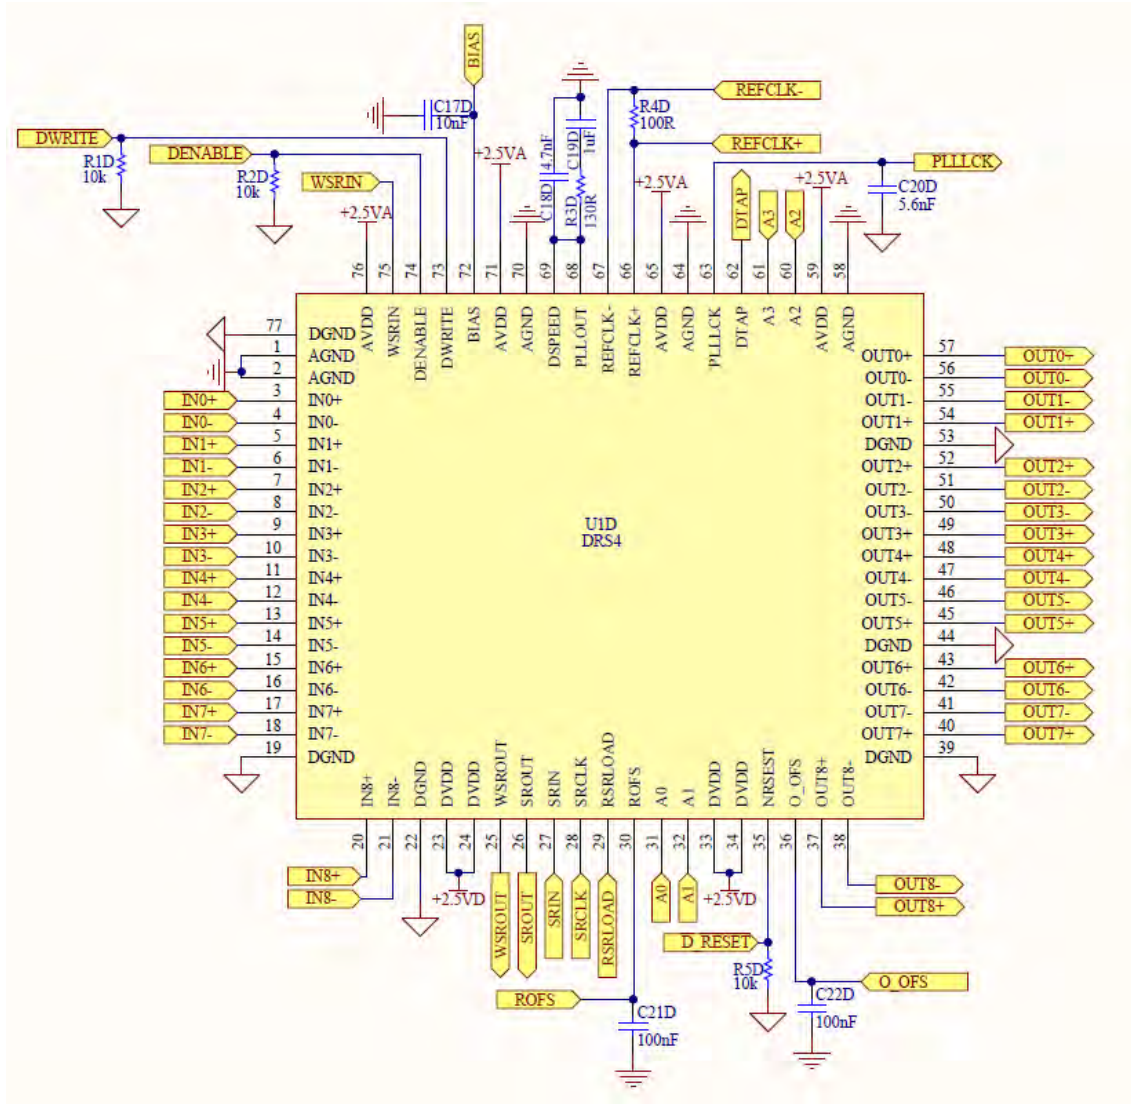 BIAS
C17D
10nF
DWRITE
R1D
10k
DENABLE
R2D
10k
WSRIN
+2.5VA
+2.5VA
C18D
4.7nF
C19D
1uF
R3D
130R
REFCLK-
R4D
100R
REFCLK+
PLLLCK
+2.5VA
DTAP
A3
A2
+2.5VA
C20D
5.6nF
76
75
74
73
72
71
70
69
68
67
66
65
64
63
62
61
60
59
58
AVDD
WSRIN
DENABLE
DWRITE
BIAS
AVDD
AGND
DSPEED
PLLOUT
REFCLK-
REFCLK+
AVDD
AGND
PLLLCK
DTAP
A3
A2
AVDD
AGND
77 DGND
1 AGND
2 AGND
IN0+ 3 IN0+
IN0- 4 IN0-
IN1+ 5 IN1+
IN1- 6 IN1-
IN2+ 7 IN2+
IN2- 8 IN2-
IN3+ 9 IN3+
IN3- 10 IN3-
IN4+ 11 IN4+
IN4- 12 IN4-
IN5+ 13 IN5+
IN5- 14 IN5-
IN6+ 15 IN6+
IN6- 16 IN6-
IN7+ 17 IN7+
IN7- 18 IN7-
19 DGND
U1D
DRS4
OUT0+ 57 OUT0+
OUT0- 56 OUT0-
OUT1- 55 OUT1-
OUT1+ 54 OUT1+
DGND 53
OUT2+ 52 OUT2+
OUT2- 51 OUT2-
OUT3- 50 OUT3-
OUT3+ 49 OUT3+
OUT4+ 48 OUT4+
OUT4- 47 OUT4-
OUT5- 46 OUT5-
OUT5+ 45 OUT5+
DGND 44
OUT6+ 43 OUT6+
OUT6- 42 OUT6-
OUT7- 41 OUT7-
OUT7+ 40 OUT7+
DGND 39
IN8+
IN8-
DGND
DVDD
DVDD
WSROUT
SROUT
SRIN
SRCLK
RSRLOAD
ROFS
A0
A1
DVDD
DVDD
NRSEST
O_OFS
OUT8+
OUT8-
20
21
22
23
24
25
26
27
28
29
30
31
32
33
34
35
36
37
38
IN8+
IN8-
+2.5VD
WSROUT
SROUT
SRIN
SRCLK
RSRLOAD
A0
A1
+2.5VD
OUT8-
OUT8+
D_RESET
R5D
10k
O_OFS
C22D
100nF
ROFS
C21D
100nF